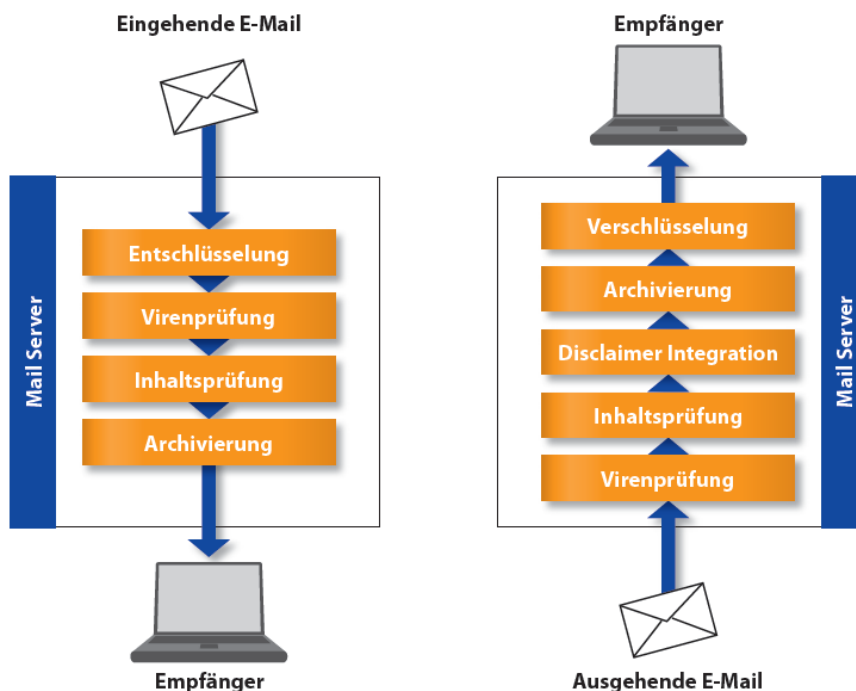 Eingehende E-Mail
Mail Server
Entschlüsselung
Virenprüfung
Inhaltsprüfung
Archivierung
Empfänger
Empfänger
Verschlüsselung
Archivierung
Disclaimer Integration
Inhaltsprüfung
Virenprüfung
Mail Server
Ausgehende E-Mail